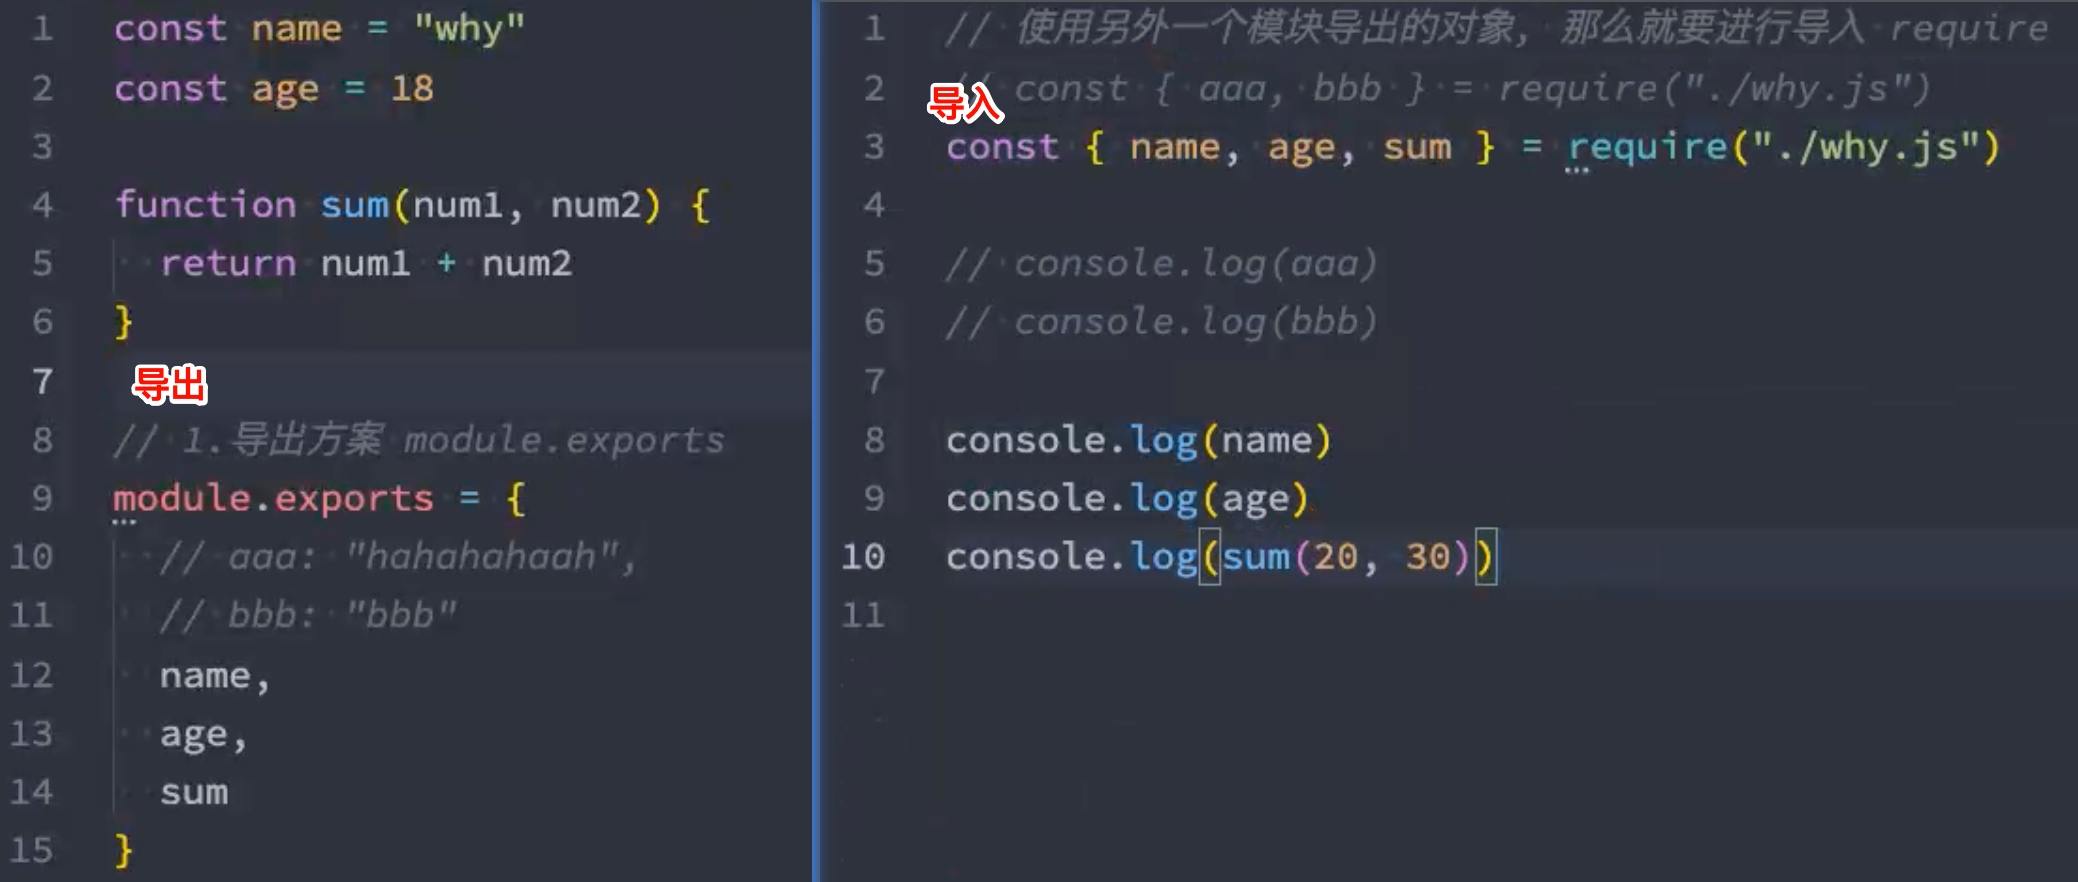 1 const name = "why"
2 const age = 18
3
4 function sum(num1, num2) {
5 return num1 + num2
6 }
7 导出
8 // 1.导出方案 module.exports
9 module.exports = {
10 // aaa: "hahahahaah",
11 // bbb: "bbb"
12 name,
13 age,
14 sum
15 }
1 // 使用另外一个模块导出的对象, 那么就要进行导入 require
2 // const { aaa, bbb } = require("./why.js")
导入
3 const { name, age, sum } = require("./why.js")
4
5 // console.log(aaa)
6 // console.log(bbb)
7
8 console.log(name)
9 console.log(age)
10 console.log(sum(20, 30))
11